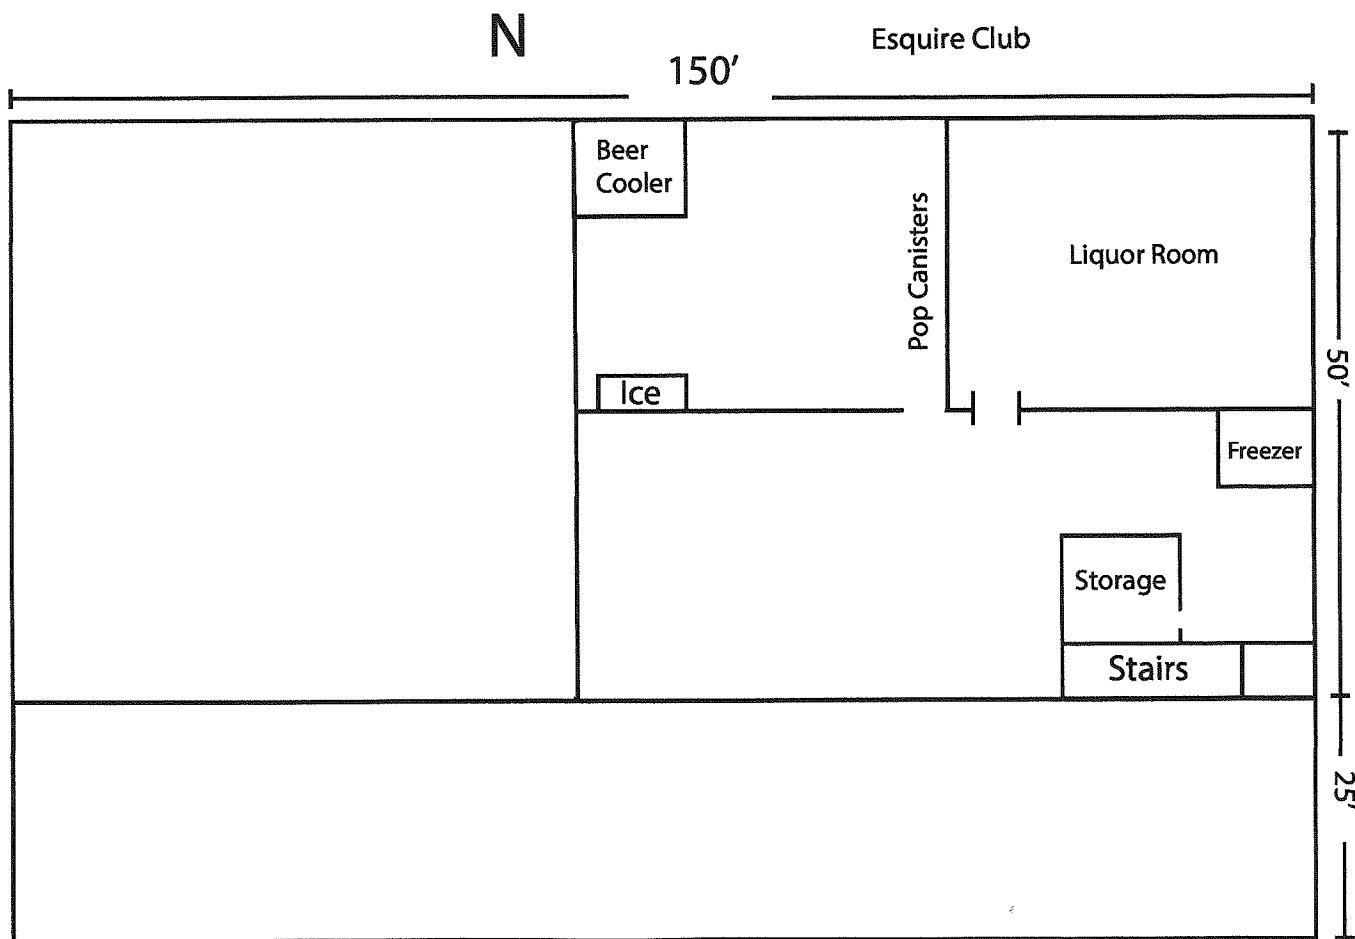 N
Esquire Club
150'
Beer
Cooler
Pop Canisters
Liquor Room
50'
Ice
Freezer
Storage
Stairs
25'